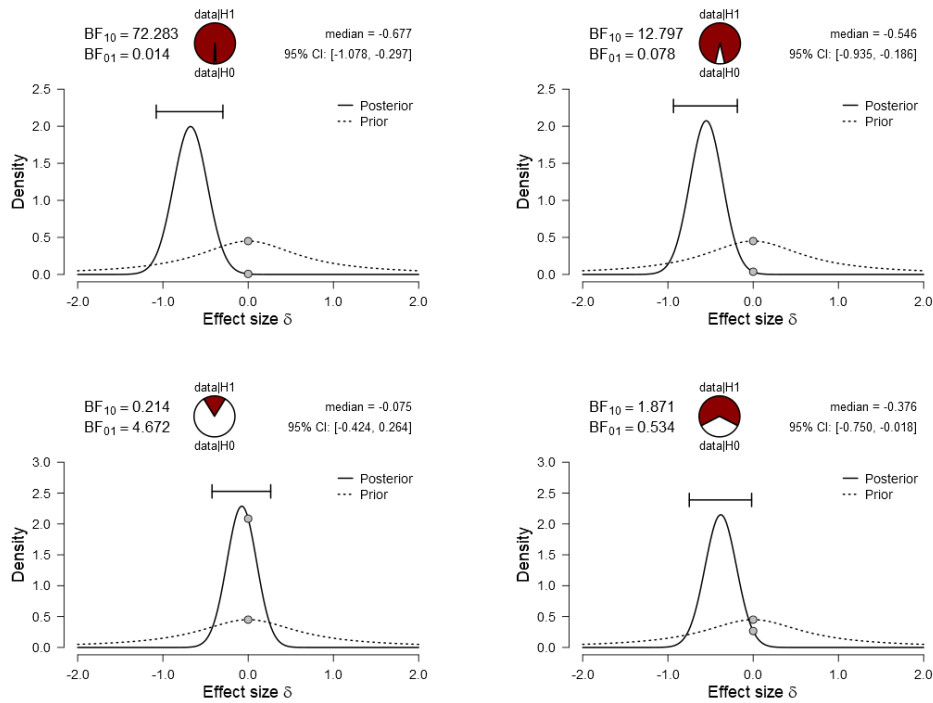 data|H1
BF10 = 72.283
BF01 = 0.014
data|H0
median = -0.677
95% CI: [-1.078, -0.297]
2.5
2.0
1.5
1.0
0.5
0.0
Density
Posterior
Prior
-2.0 -1.0 0.0 1.0 2.0
Effect size δ
data|H1
BF10 = 12.797
BF01 = 0.078
data|H0
median = -0.546
95% CI: [-0.935, -0.186]
2.5
2.0
1.5
1.0
0.5
0.0
Density
Posterior
Prior
-2.0 -1.0 0.0 1.0 2.0
Effect size δ
data|H1
BF10 = 0.214
BF01 = 4.672
data|H0
median = -0.075
95% CI: [-0.424, 0.264]
3.0
2.5
2.0
1.5
1.0
0.5
0.0
Density
Posterior
Prior
-2.0 -1.0 0.0 1.0 2.0
Effect size δ
data|H1
BF10 = 1.871
BF01 = 0.534
data|H0
median = -0.376
95% CI: [-0.750, -0.018]
3.0
2.5
2.0
1.5
1.0
0.5
0.0
Density
Posterior
Prior
-2.0 -1.0 0.0 1.0 2.0
Effect size δ